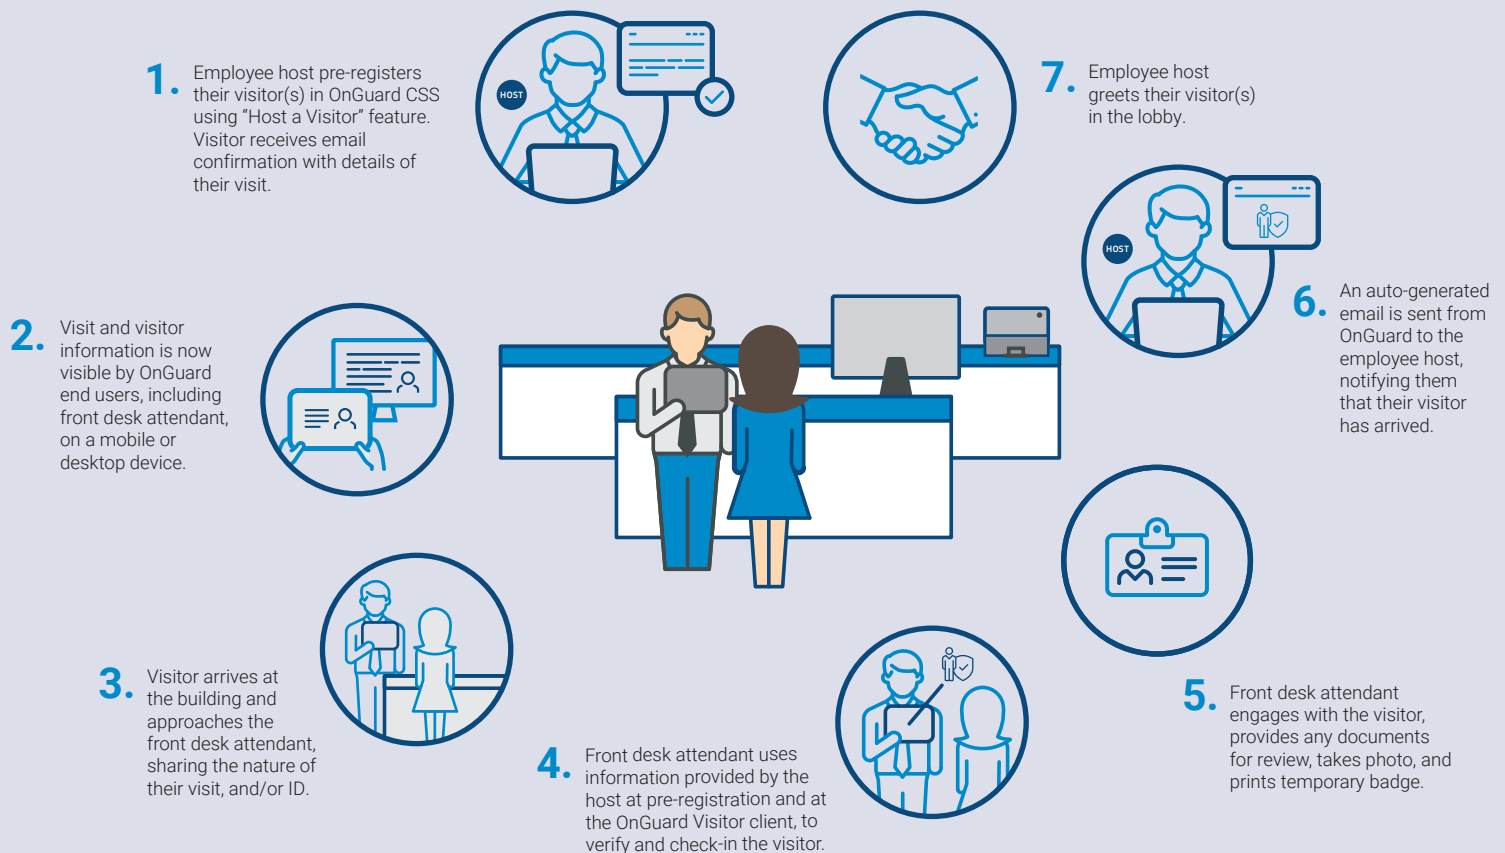 1.
Employee host pre-registers
their visitor(s) in OnGuard CSS
using “Host a Visitor” feature.
Visitor receives email
confirmation with details of
their visit.
HOST
2.
Visit and visitor
information is now
visible by OnGuard
end users, including
front desk attendant,
on a mobile or
desktop device.
3.
Visitor arrives at
the building and
approaches the
front desk attendant,
sharing the nature of
their visit, and/or ID.
4.
Front desk attendant uses
information provided by the
host at pre-registration and at
the OnGuard Visitor client, to
verify and check-in the visitor.
5.
Front desk attendant
engages with the visitor,
provides any documents
for review, takes photo, and
prints temporary badge.
6.
An auto-generated
email is sent from
OnGuard to the
employee host,
notifying them
that their visitor
has arrived.
HOST
7.
Employee host
greets their visitor(s)
in the lobby.